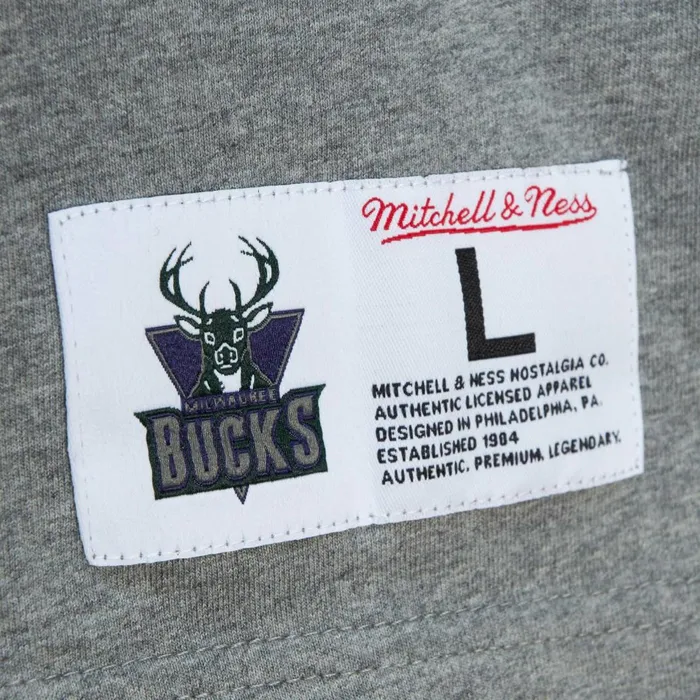 MILWAUKEE
BUCKS
Mitchell & Ness
L
MITCHELL & NESS NOSTALGIA CO.
AUTHENTIC LICENSED APPAREL
DESIGNED IN PHILADELPHIA, PA.
ESTABLISHED 1904
AUTHENTIC. PREMIUM. LEGENDARY.